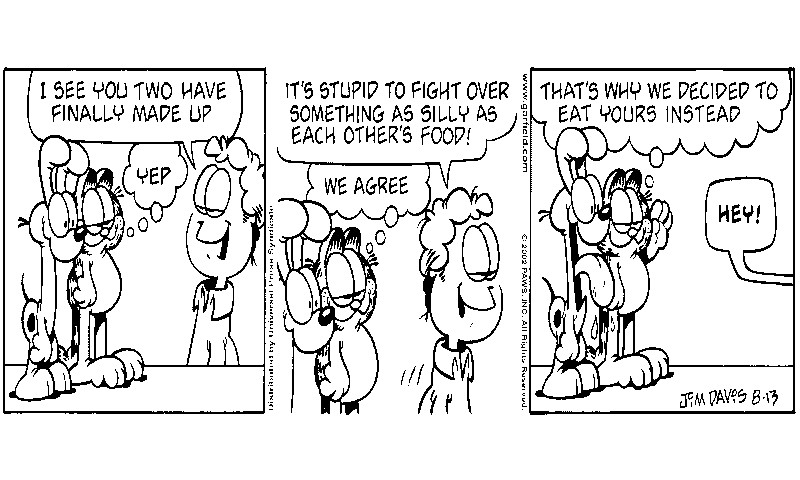 I SEE YOU TWO HAVE
FINALLY MADE UP
YEP
Distributed by Universal Press Syndicate
IT'S STUPID TO FIGHT OVER
SOMETHING AS SILLY AS
EACH OTHER'S FOOD!
WE AGREE
www.garfield.com
© 2002 PAWS, INC. All Rights Reserved.
THAT'S WHY WE DECIDED TO
EAT YOURS INSTEAD
HEY!
JIM DAVIS 8-13